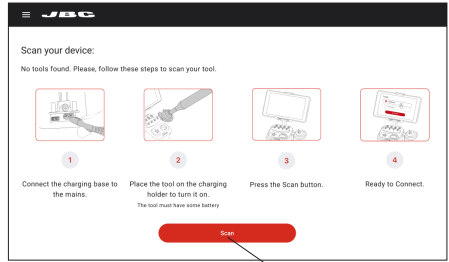 JBC
Scan your device:
No tools found. Please, follow these steps to scan your tool.
1
Connect the charging base to
the mains.
2
Place the tool on the charging
holder to turn it on.
The tool must have some battery
3
Press the Scan button.
4
Ready to Connect.
Scan